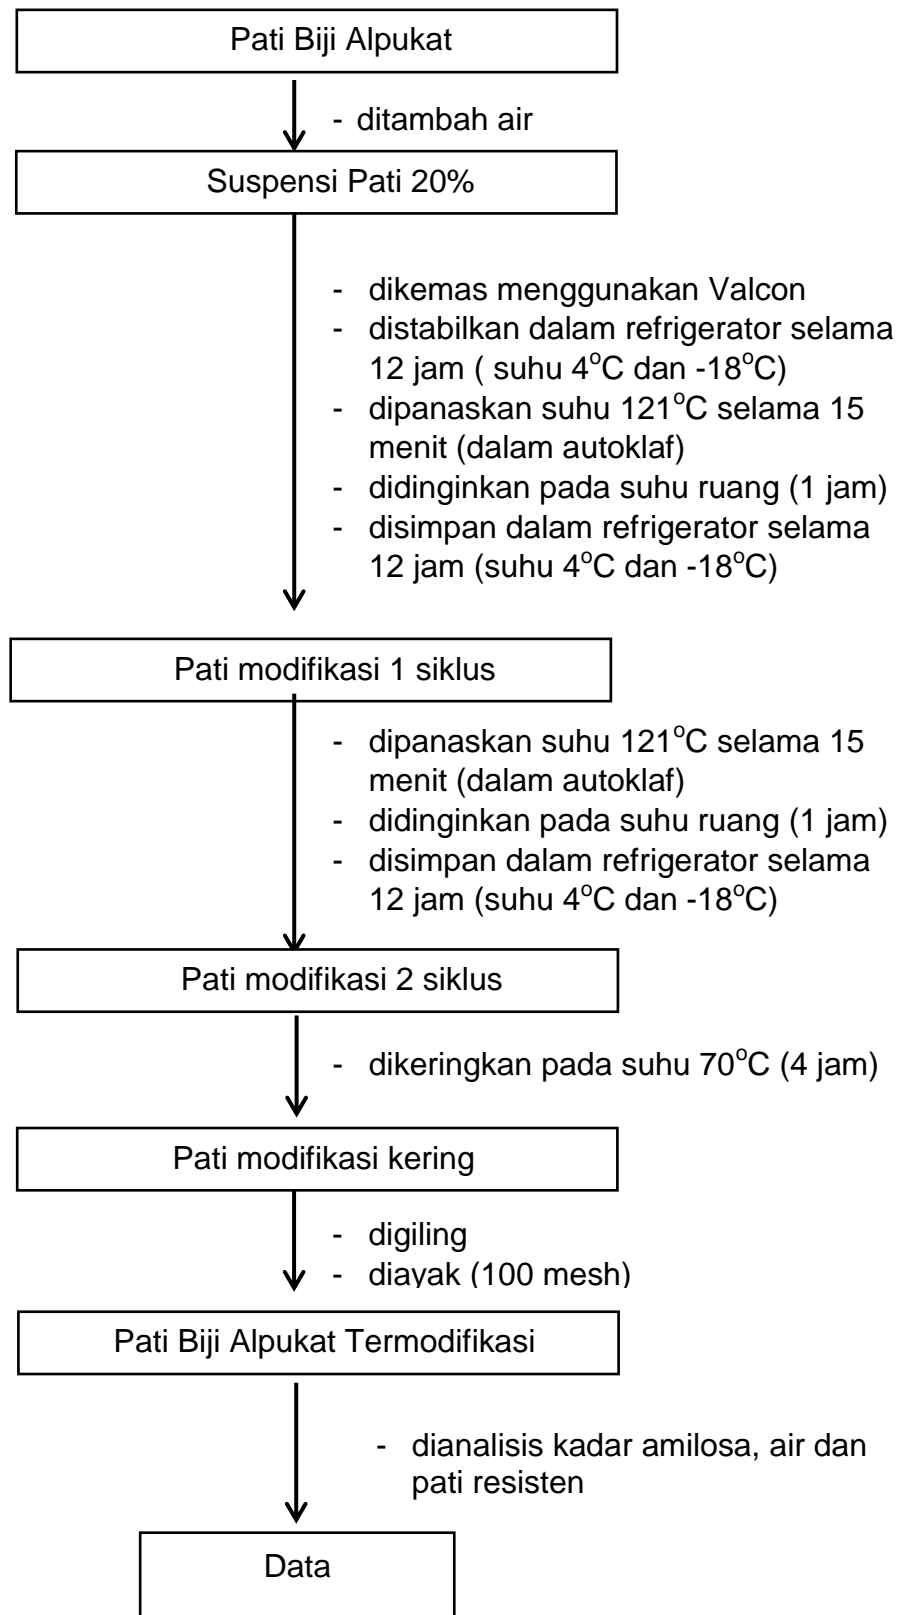 Pati Biji Alpukat
- ditambah air
Suspensi Pati 20%
- dikemas menggunakan Valcon
- distabilkan dalam refrigerator selama
12 jam ( suhu 4°C dan -18°C)
- dipanaskan suhu 121°C selama 15
menit (dalam autoklaf)
- didinginkan pada suhu ruang (1 jam)
- disimpan dalam refrigerator selama
12 jam (suhu 4°C dan -18°C)
Pati modifikasi 1 siklus
- dipanaskan suhu 121°C selama 15
menit (dalam autoklaf)
- didinginkan pada suhu ruang (1 jam)
- disimpan dalam refrigerator selama
12 jam (suhu 4°C dan -18°C)
Pati modifikasi 2 siklus
- dikeringkan pada suhu 70°C (4 jam)
Pati modifikasi kering
- digiling
- diayak (100 mesh)
Pati Biji Alpukat Termodifikasi
- dianalisis kadar amilosa, air dan
pati resisten
Data